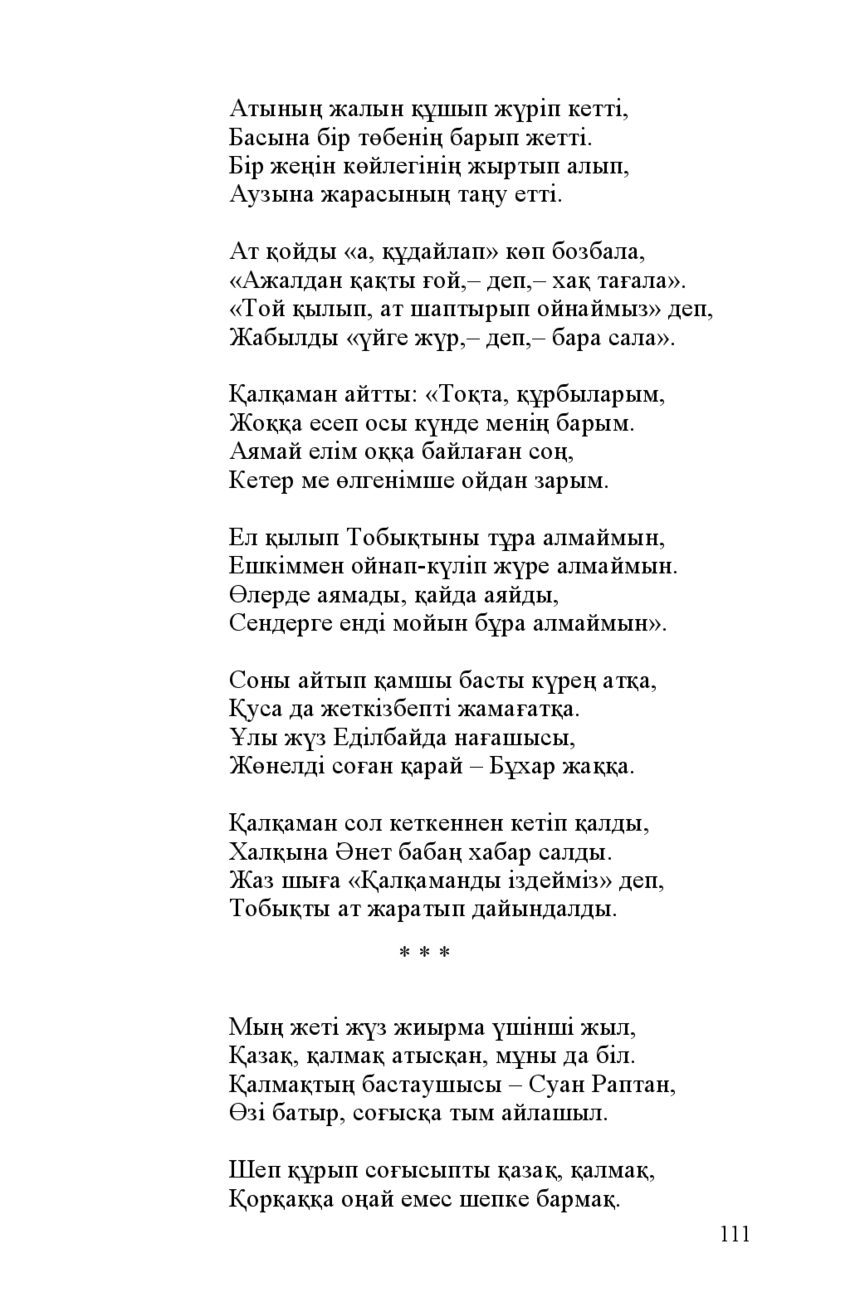 Атының жалын құшып жүріп кетті,
Басына бір төбенің барып жетті.
Бір жеңін көйлегінің жыртып алып,
Аузына жарасының таңу етті.

Ат қойды «а, құдайлап» көп бозбала,
«Ажалдан қақты ғой,– деп,– хақ тағала».
«Той қылып, ат шаптырып ойнаймыз» деп,
Жабылды «үйге жүр,– деп,– бара сала».

Қалқаман айтты: «Тоқта, құрбыларым,
Жоққа есеп осы күнде менің барым.
Аямай елім оққа байлаған соң,
Кетер ме өлгенімше ойдан зарым.

Ел қылып Тобықтыны тұра алмаймын,
Ешкіммен ойнап-күліп жүре алмаймын.
Өлерде аямады, қайда аяйды,
Сендерге енді мойын бұра алмаймын».

Соны айтып қамшы басты күрең атқа,
Қуса да жеткізбепті жамағатқа.
Ұлы жүз Еділбайда нағашысы,
Жөнелді соған қарай – Бұхар жаққа.

Қалқаман сол кеткеннен кетіп қалды,
Халқына Әнет бабаң хабар салды.
Жаз шыға «Қалқаманды іздейміз» деп,
Тобықты ат жаратып дайындалды.

* * *

Мың жеті жүз жиырма үшінші жыл,
Қазақ, қалмақ атысқан, мұны да біл.
Қалмақтың бастаушысы – Суан Раптан,
Өзі батыр, соғысқа тым айлашыл.

Шеп құрып соғысыпты қазақ, қалмақ,
Қорқаққа оңай емес шепке бармақ.
111